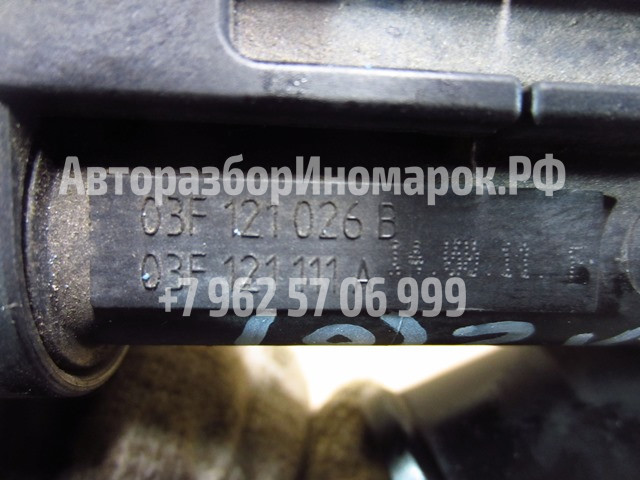 АвторазборИномарок.РФ
03F 121 026 B
03F 121 111 A
+7 962 57 06 999